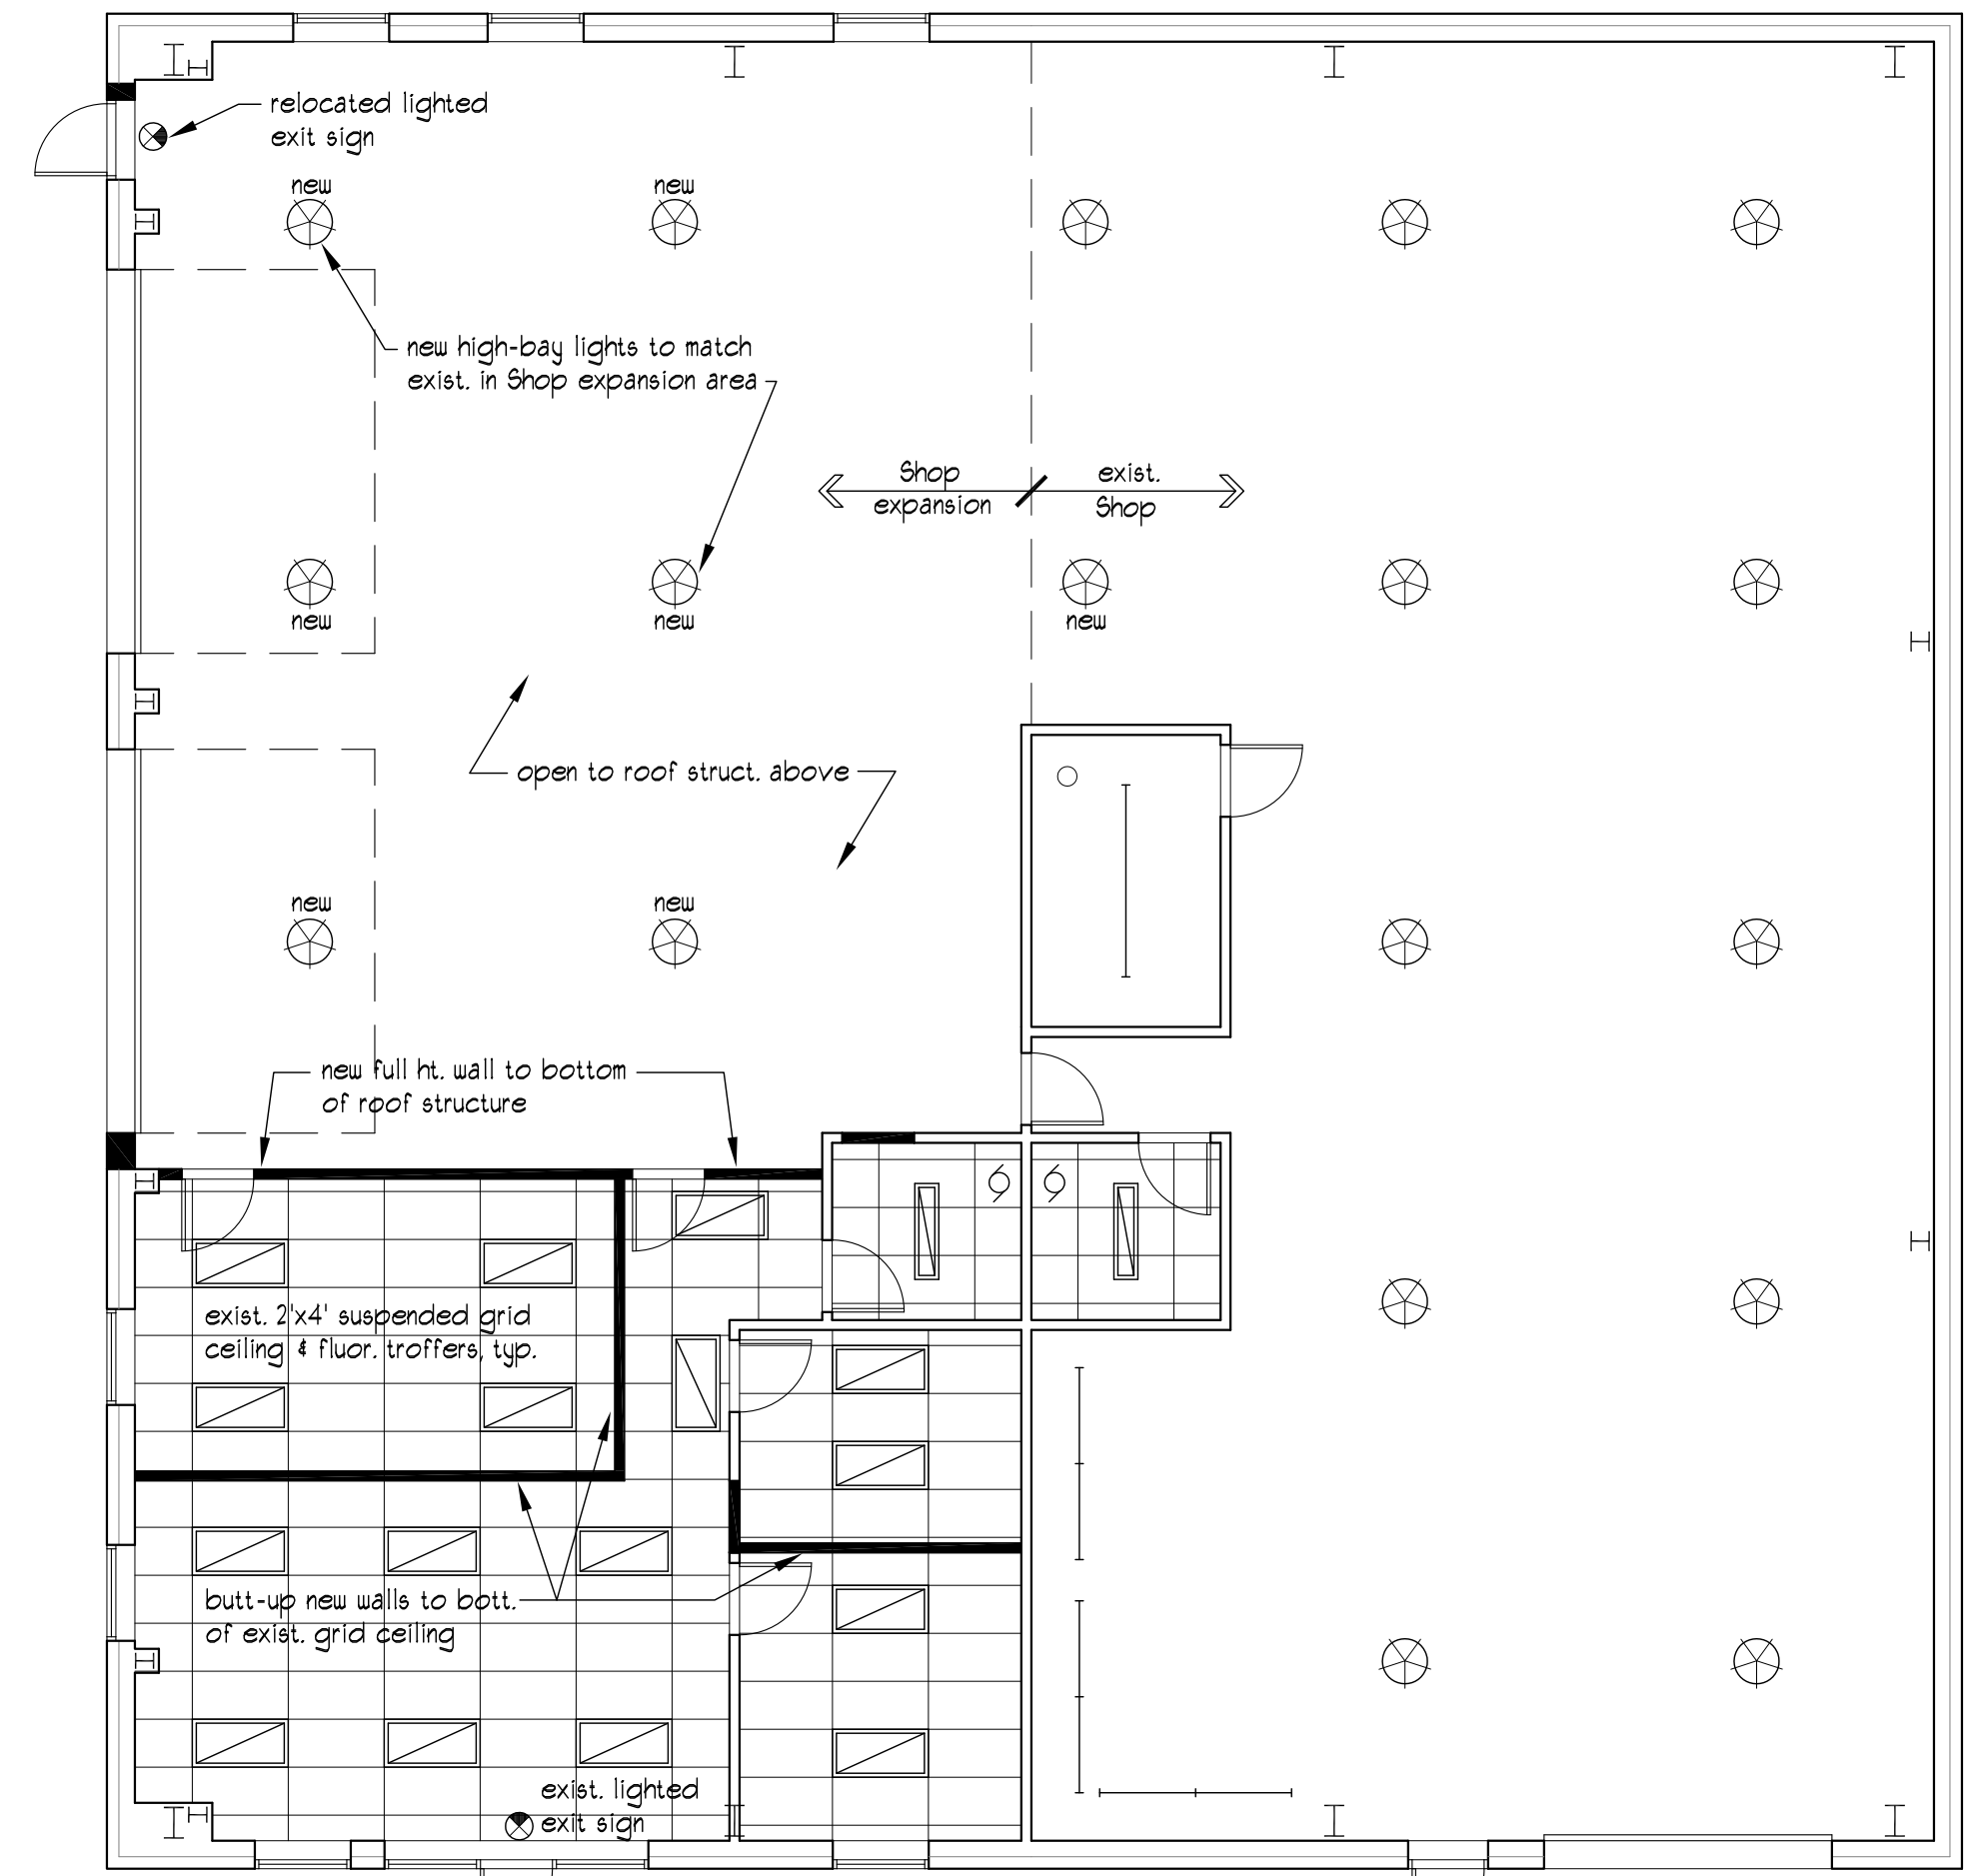 relocated lighted
exit sign
new
new
new high-bay lights to match
exist. in Shop expansion area
Shop
expansion
exist.
Shop
new
new
new
open to roof struct. above
new
new
new full ht. wall to bottom
of roof structure
exist. 2'x4' suspended grid
ceiling & fluor. troffers, typ.
butt-up new walls to bott.
of exist. grid ceiling
exist. lighted
exit sign